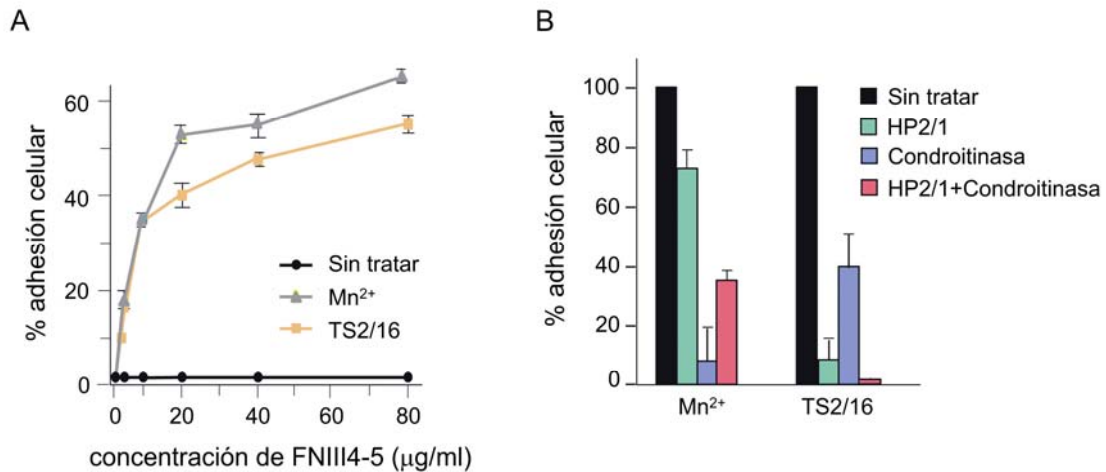 A
% adhesión celular
60
40
20
0
Sin tratar
Mn²⁺
TS2/16
0 20 40 80
concentración de FNIII4-5 (μg/ml)
B
% adhesión celular
100
80
60
40
20
0
Sin tratar
HP2/1
Condroitinasa
HP2/1+Condroitinasa
Mn²⁺ TS2/16